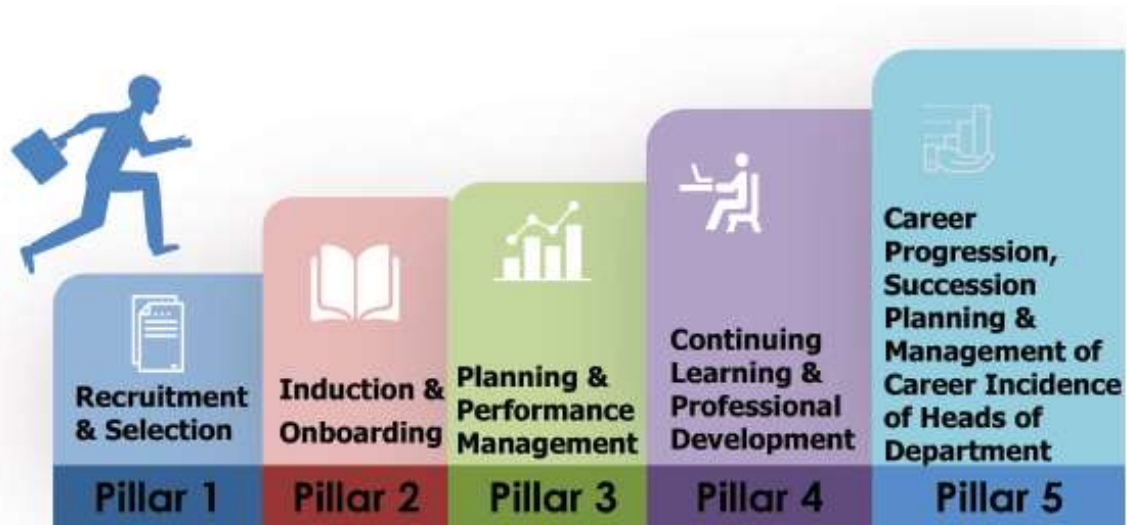 Recruitment
& Selection
Pillar 1
Induction &
Onboarding
Pillar 2
Planning &
Performance
Management
Pillar 3
Continuing
Learning &
Professional
Development
Pillar 4
Career
Progression,
Succession
Planning &
Management of
Career Incidence
of Heads of
Department
Pillar 5